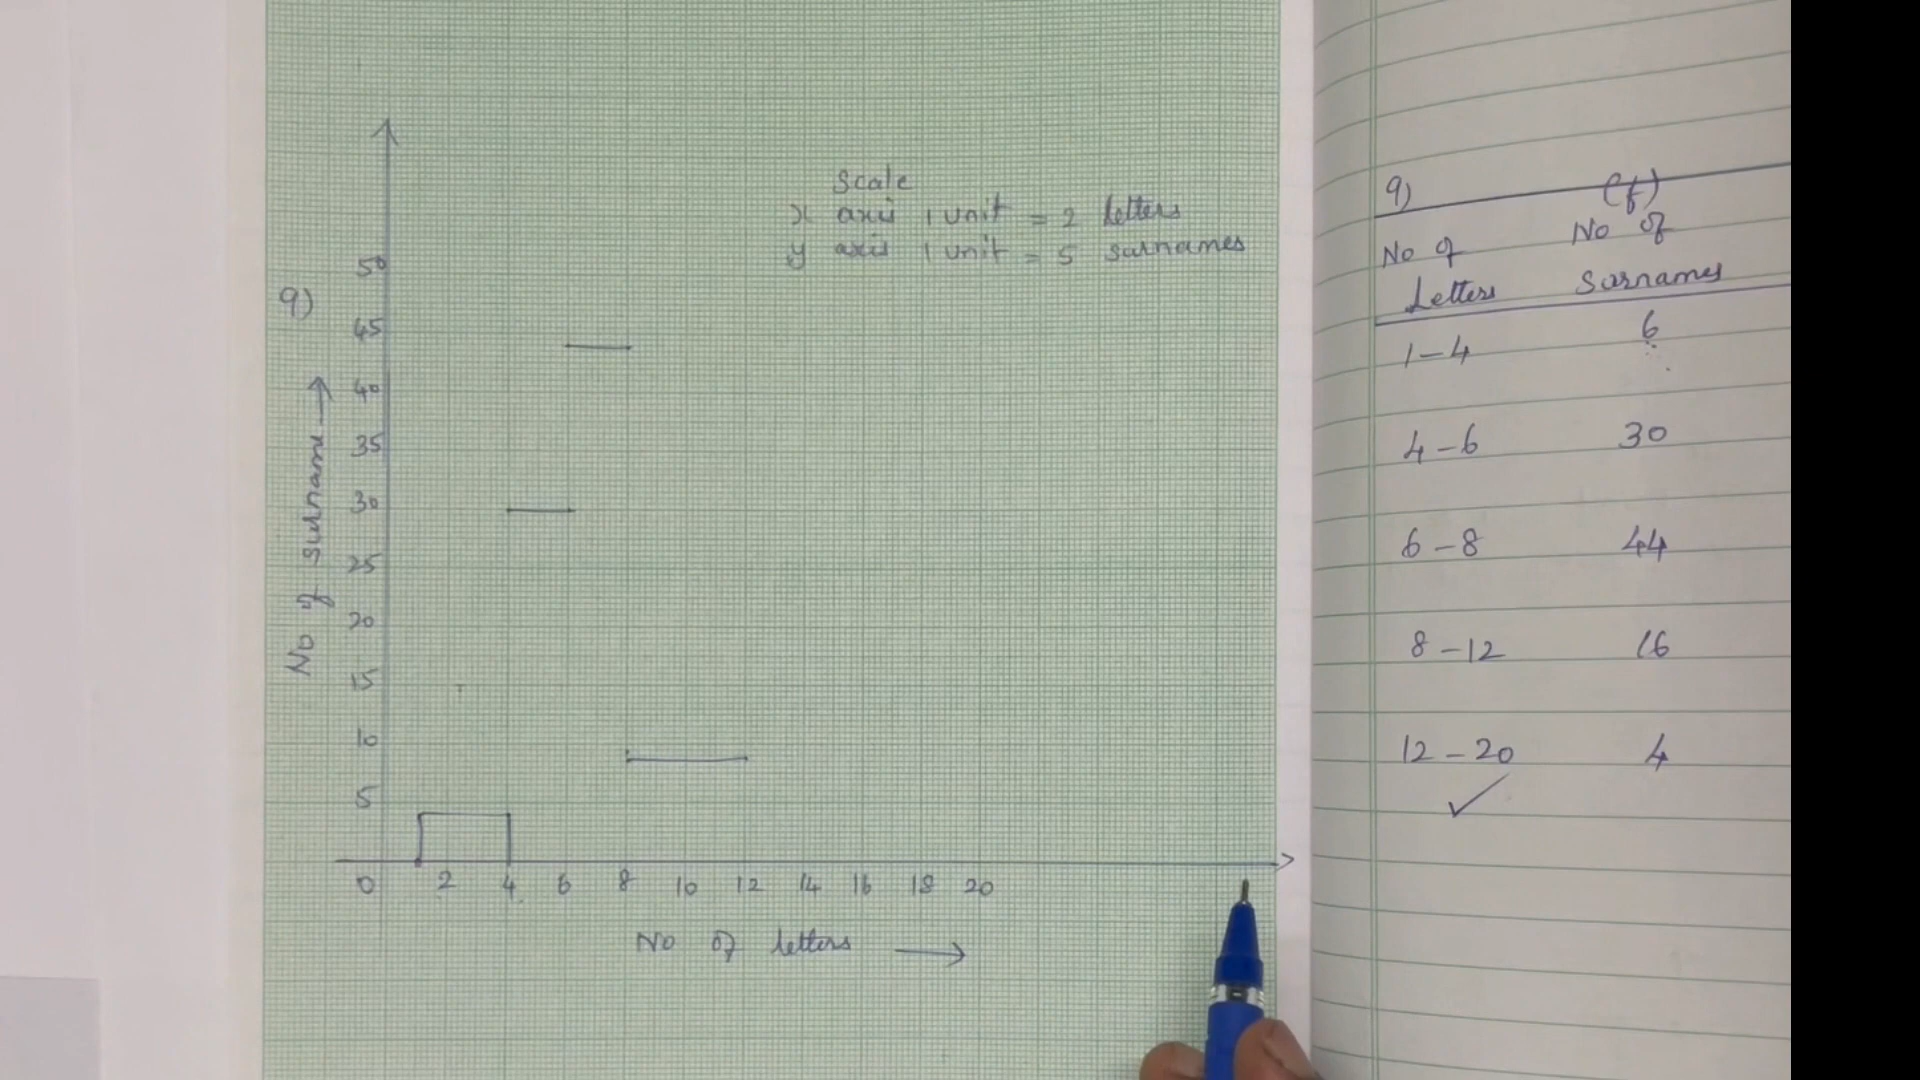 Scale
x axis 1 unit = 2 letters
y axis 1 unit = 5 surnames
9)
50
45
40
35
30
25
20
15
10
5
No of surname →
0 2 4 6 8 10 12 14 16 18 20
No of letters →
9) (f)
No of No of
Letters Surnames
1-4 6
4-6 30
6-8 44
8-12 16
12-20 4